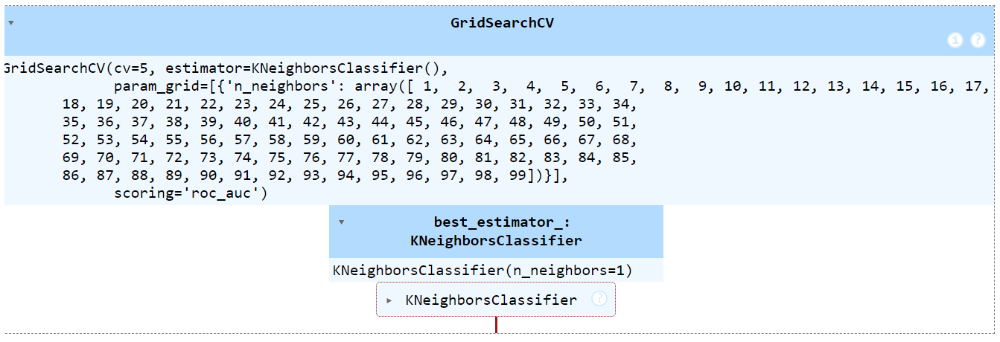 GridSearchCV
i ?
GridSearchCV(cv=5, estimator=KNeighborsClassifier(),
param_grid=[{'n_neighbors': array([ 1,  2,  3,  4,  5,  6,  7,  8,  9, 10, 11, 12, 13, 14, 15, 16, 17,
18, 19, 20, 21, 22, 23, 24, 25, 26, 27, 28, 29, 30, 31, 32, 33, 34,
35, 36, 37, 38, 39, 40, 41, 42, 43, 44, 45, 46, 47, 48, 49, 50, 51,
52, 53, 54, 55, 56, 57, 58, 59, 60, 61, 62, 63, 64, 65, 66, 67, 68,
69, 70, 71, 72, 73, 74, 75, 76, 77, 78, 79, 80, 81, 82, 83, 84, 85,
86, 87, 88, 89, 90, 91, 92, 93, 94, 95, 96, 97, 98, 99])}],
scoring='roc_auc')
best_estimator_:
KNeighborsClassifier
KNeighborsClassifier(n_neighbors=1)
KNeighborsClassifier ?